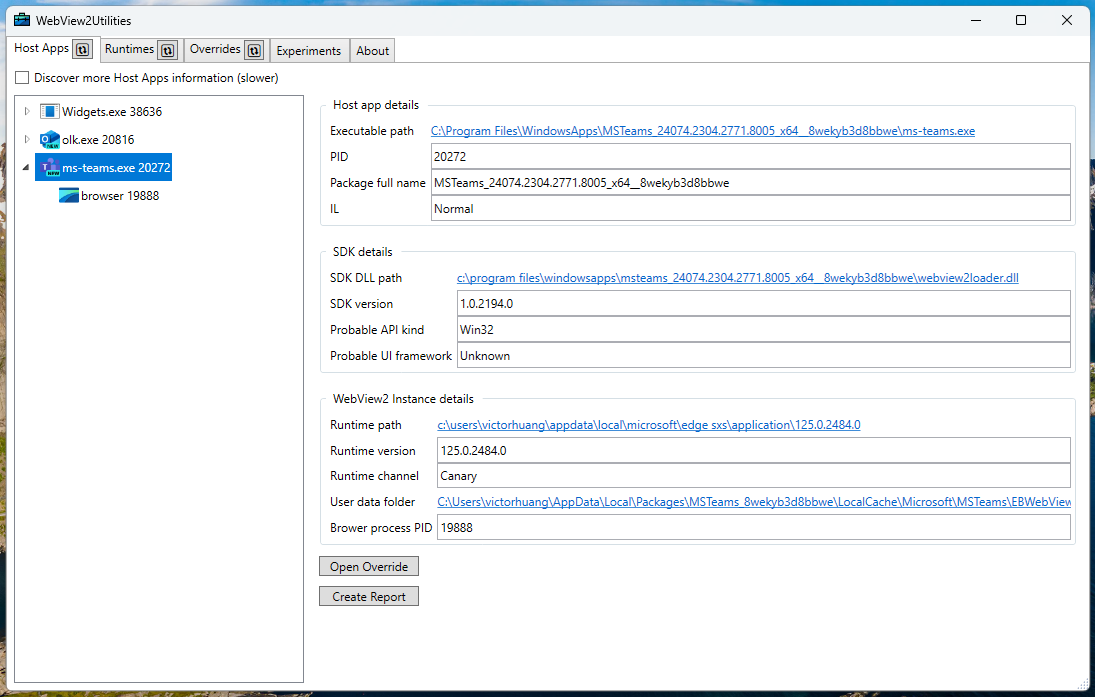 WebView2Utilities
Host Apps
Runtimes
Overrides
Experiments
About
Discover more Host Apps information (slower)
Widgets.exe 38636
olk.exe 20816
ms-teams.exe 20272
browser 19888
Host app details
Executable path C:\Program Files\WindowsApps\MSTeams_24074.2304.2771.8005_x64__8wekyb3d8bbwe\ms-teams.exe
PID 20272
Package full name MSTeams_24074.2304.2771.8005_x64__8wekyb3d8bbwe
IL Normal
SDK details
SDK DLL path c:\program files\windowsapps\msteams_24074.2304.2771.8005_x64__8wekyb3d8bbwe\webview2loader.dll
SDK version 1.0.2194.0
Probable API kind Win32
Probable UI framework Unknown
WebView2 Instance details
Runtime path c:\users\victorhuang\appdata\local\microsoft\edge sxs\application\125.0.2484.0
Runtime version 125.0.2484.0
Runtime channel Canary
User data folder C:\Users\victorhuang\AppData\Local\Packages\MSTeams_8wekyb3d8bbwe\LocalCache\Microsoft\MSTeams\EBWebView
Brower process PID 19888
Open Override
Create Report